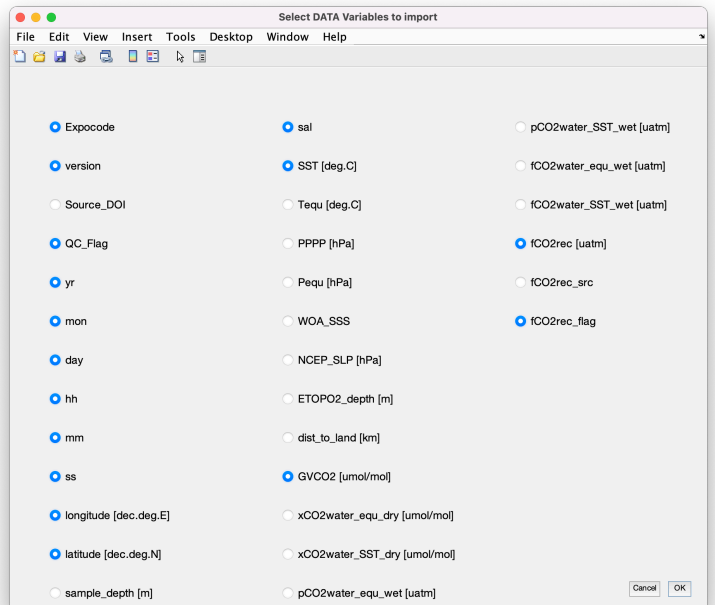 Select DATA Variables to import
File Edit View Insert Tools Desktop Window Help
Expocode
version
Source_DOI
QC_Flag
yr
mon
day
hh
mm
ss
longitude [dec.deg.E]
latitude [dec.deg.N]
sample_depth [m]
sal
SST [deg.C]
Tequ [deg.C]
PPPP [hPa]
Pequ [hPa]
WOA_SSS
NCEP_SLP [hPa]
ETOPO2_depth [m]
dist_to_land [km]
GVCO2 [umol/mol]
xCO2water_equ_dry [umol/mol]
xCO2water_SST_dry [umol/mol]
pCO2water_equ_wet [uatm]
pCO2water_SST_wet [uatm]
fCO2water_equ_wet [uatm]
fCO2water_SST_wet [uatm]
fCO2rec [uatm]
fCO2rec_src
fCO2rec_flag
Cancel OK